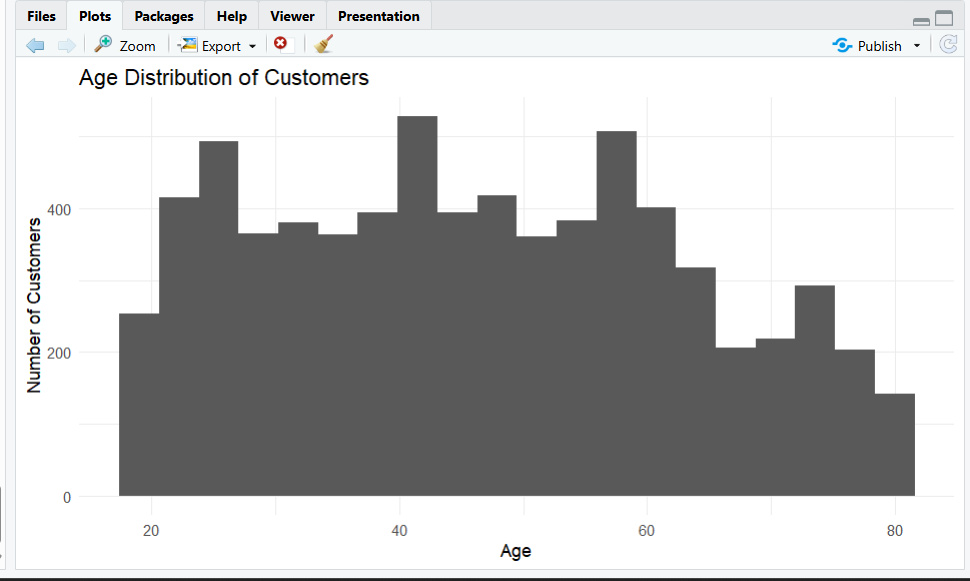 Files Plots Packages Help Viewer Presentation
Zoom Export Publish
Age Distribution of Customers
Number of Customers
400
200
0
20 40 60 80
Age